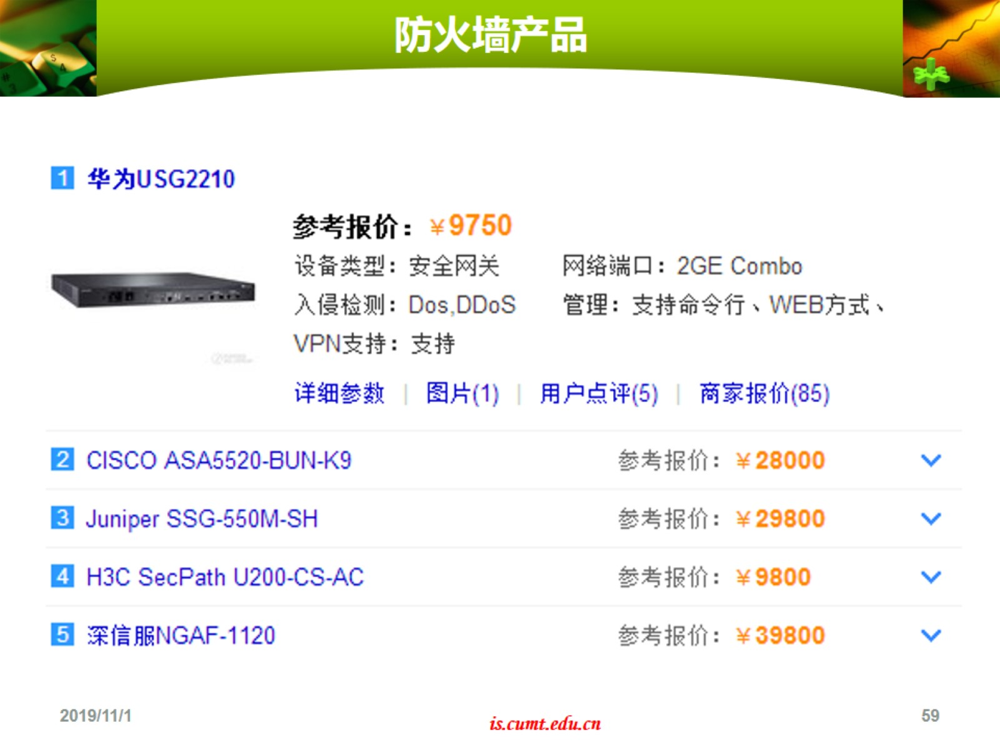 防火墙产品
1 华为USG2210
参考报价：￥9750
设备类型：安全网关 网络端口：2GE Combo
入侵检测：Dos,DDoS 管理：支持命令行、WEB方式、
VPN支持：支持
详细参数 | 图片(1) | 用户点评(5) | 商家报价(85)
2 CISCO ASA5520-BUN-K9 参考报价：￥28000
3 Juniper SSG-550M-SH 参考报价：￥29800
4 H3C SecPath U200-CS-AC 参考报价：￥9800
5 深信服NGAF-1120 参考报价：￥39800
2019/11/1 is.cumt.edu.cn 59